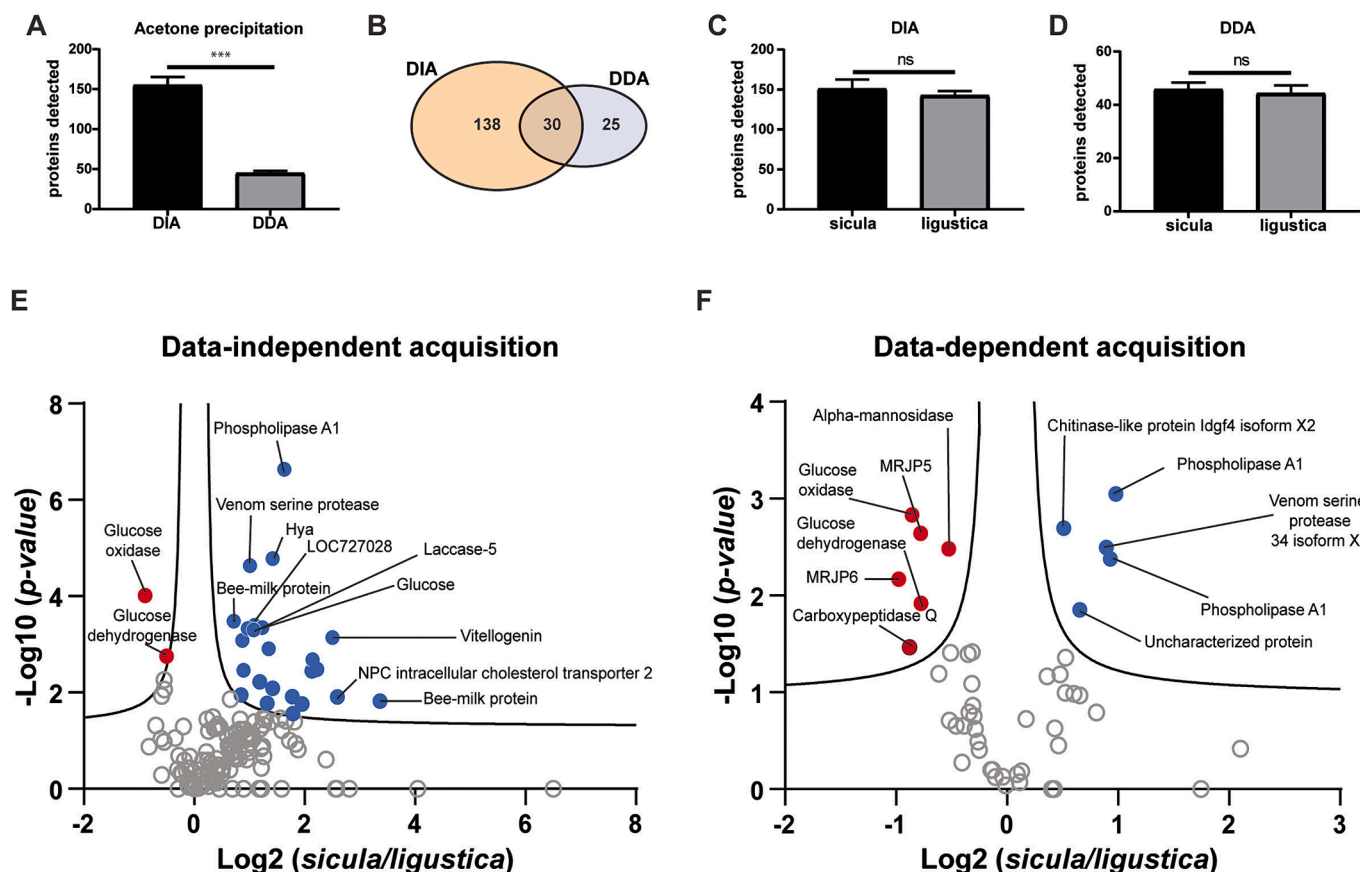 A
Acetone precipitation
***
proteins detected
200
150
100
50
0
DIA
DDA
B
DIA
DDA
138
30
25
C
DIA
ns
proteins detected
200
150
100
50
0
sicula
ligustica
D
DDA
ns
proteins detected
60
40
20
0
sicula
ligustica
E
Data-independent acquisition
-Log10 (p-value)
8
6
4
2
0
-2
0
2
4
6
8
Log2 (sicula/ligustica)
Phospholipase A1
Venom serine protease
Hya
LOC727028
Laccase-5
Glucose
Bee-milk protein
Glucose
oxidase
Glucose
dehydrogenase
Vitellogenin
NPC intracellular cholesterol transporter 2
Bee-milk protein
F
Data-dependent acquisition
-Log10 (p-value)
4
3
2
1
0
-2
-1
0
1
2
3
Log2 (sicula/ligustica)
Alpha-mannosidase
Glucose
oxidase
MRJP5
Glucose
dehydrogenase
MRJP6
Carboxypeptidase Q
Chitinase-like protein Idgf4 isoform X2
Phospholipase A1
Venom serine
protease
34 isoform X
Phospholipase A1
Uncharacterized protein